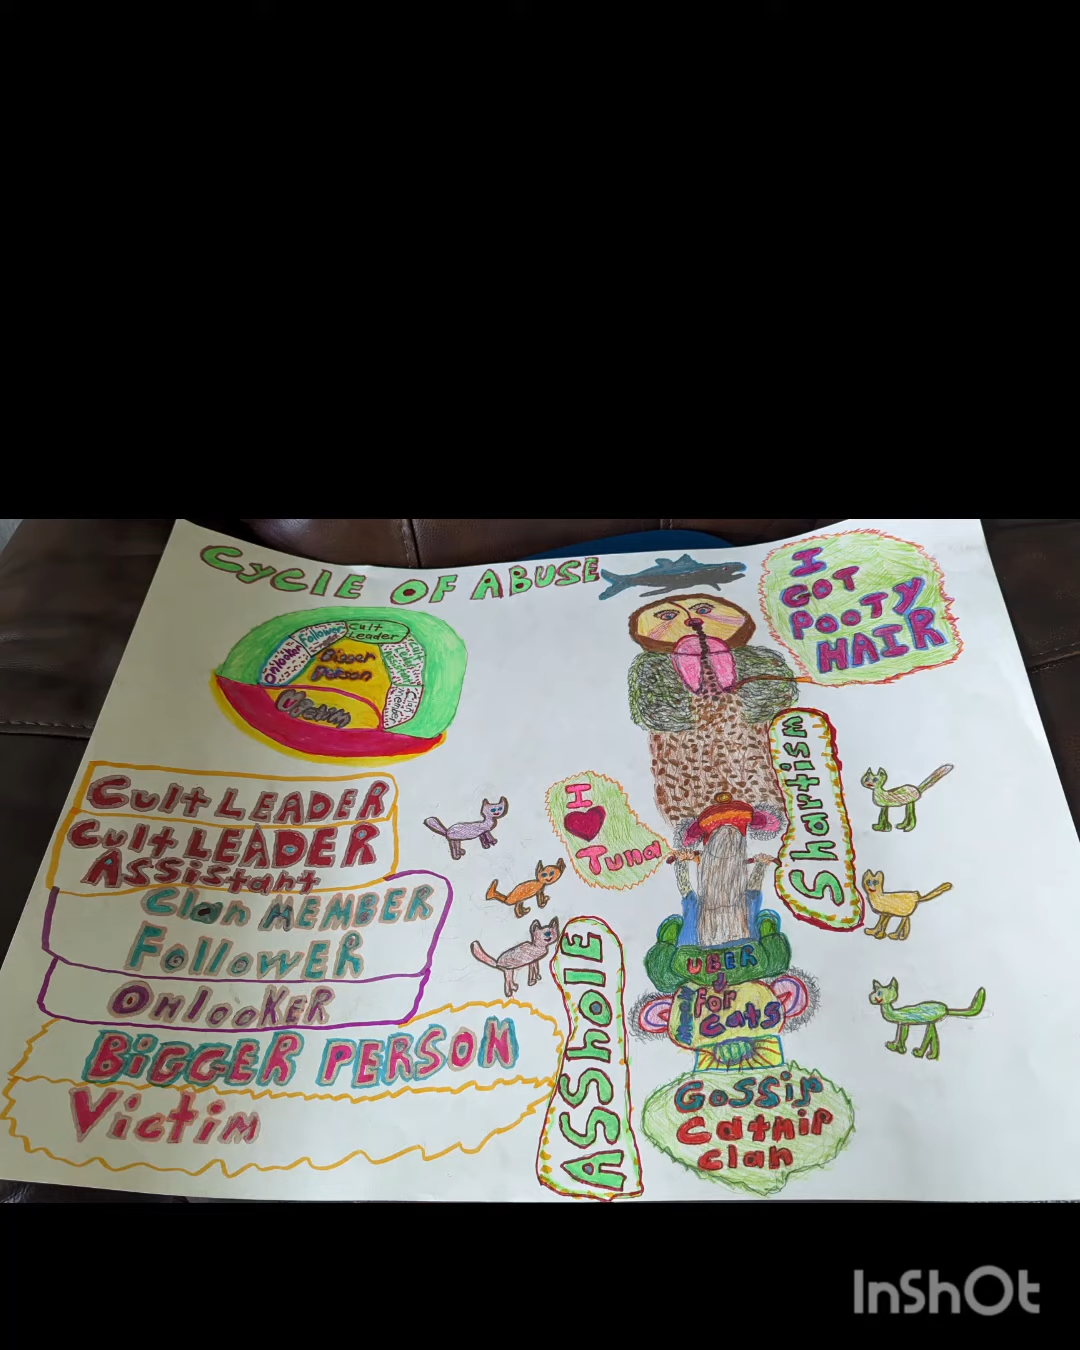 CYCLE OF ABUSE
Cult
Leader
Follower
Onlooker
Bigger
Person
Victim
I
GOT
POOTY
HAIR
Shartism
I ❤
Tuna
Cult LEADER
Cult LEADER
ASSistant
Clan MEMBER
FollowER
OnlooKER
BiGGER PERSON
Victim
ASSholE
UBER
FOR
cats
Gossip
catnip
clan
InShOt